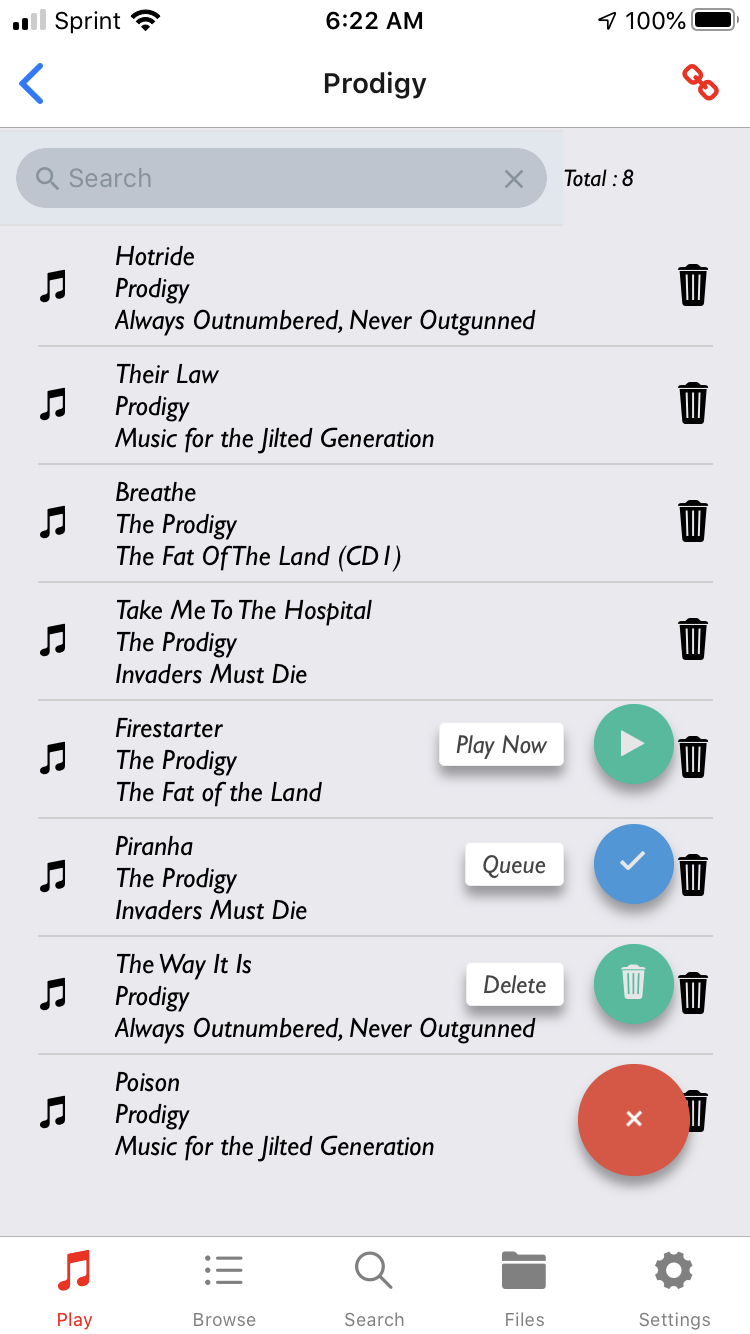 Sprint 6:22 AM 100%
Prodigy
Search Total : 8
Hotride
Prodigy
Always Outnumbered, Never Outgunned
Their Law
Prodigy
Music for the Jilted Generation
Breathe
The Prodigy
The Fat Of The Land (CD1)
Take Me To The Hospital
The Prodigy
Invaders Must Die
Firestarter
The Prodigy
The Fat of the Land
Play Now
Piranha
The Prodigy
Invaders Must Die
Queue
The Way It Is
Prodigy
Always Outnumbered, Never Outgunned
Delete
Poison
Prodigy
Music for the Jilted Generation
Play Browse Search Files Settings